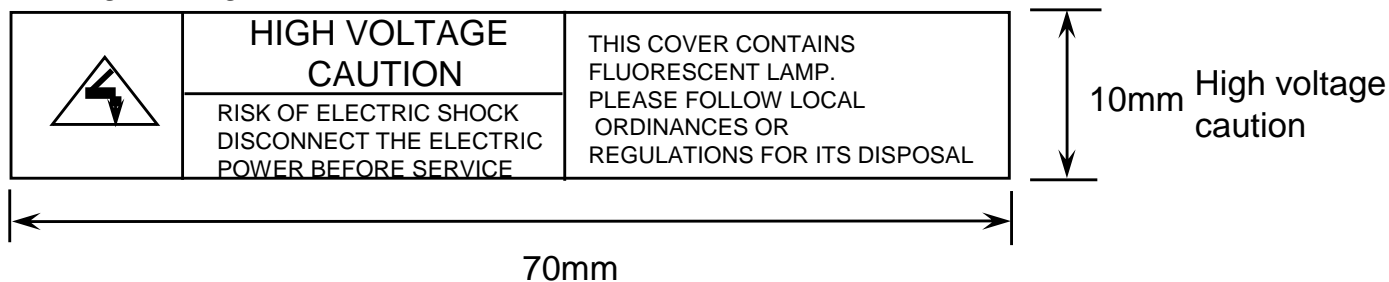 HIGH VOLTAGE
CAUTION
RISK OF ELECTRIC SHOCK
DISCONNECT THE ELECTRIC
POWER BEFORE SERVICE
THIS COVER CONTAINS
FLUORESCENT LAMP.
PLEASE FOLLOW LOCAL
ORDINANCES OR
REGULATIONS FOR ITS DISPOSAL
10mm
High voltage
caution
70mm